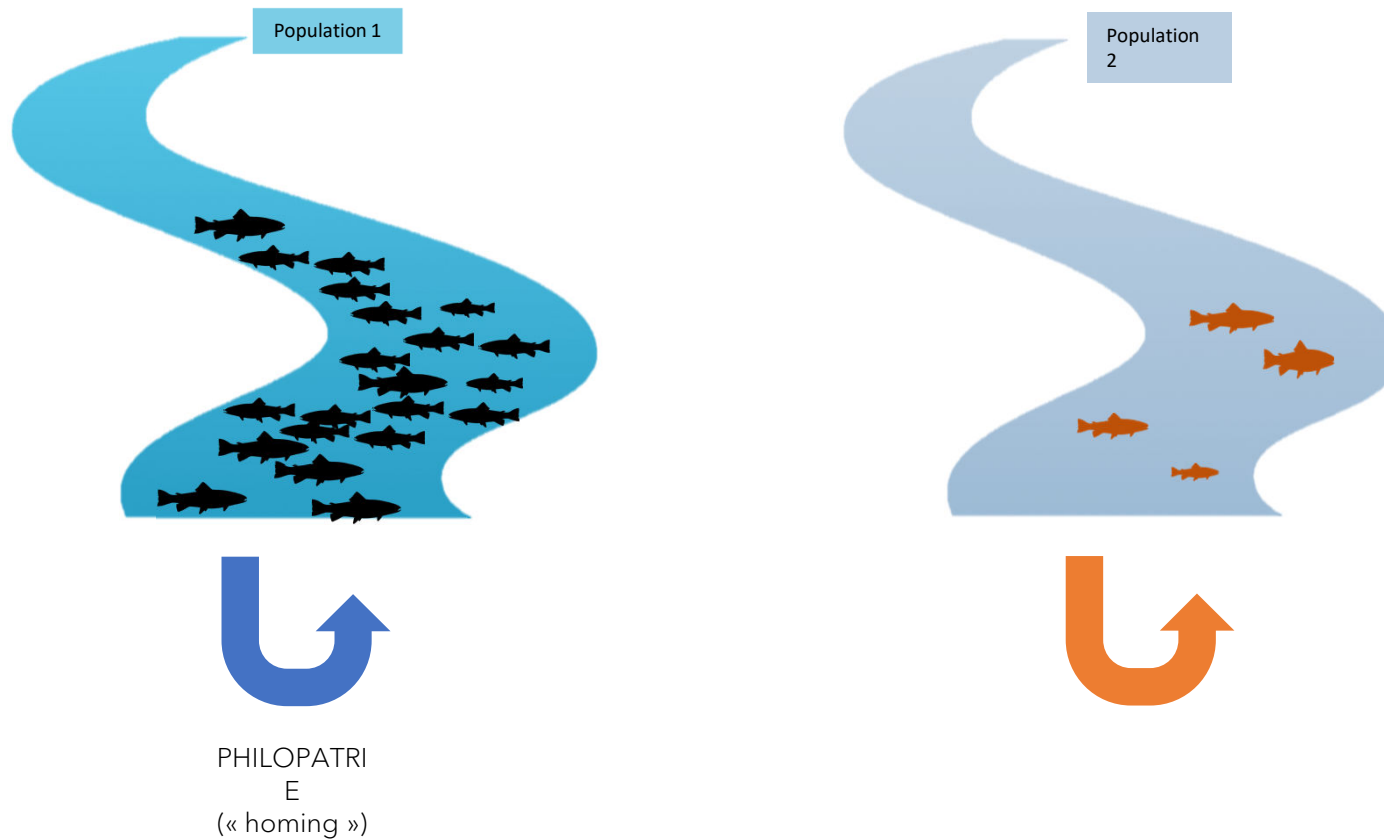 Population 1
Population
2
PHILOPATRI
E
(« homing »)